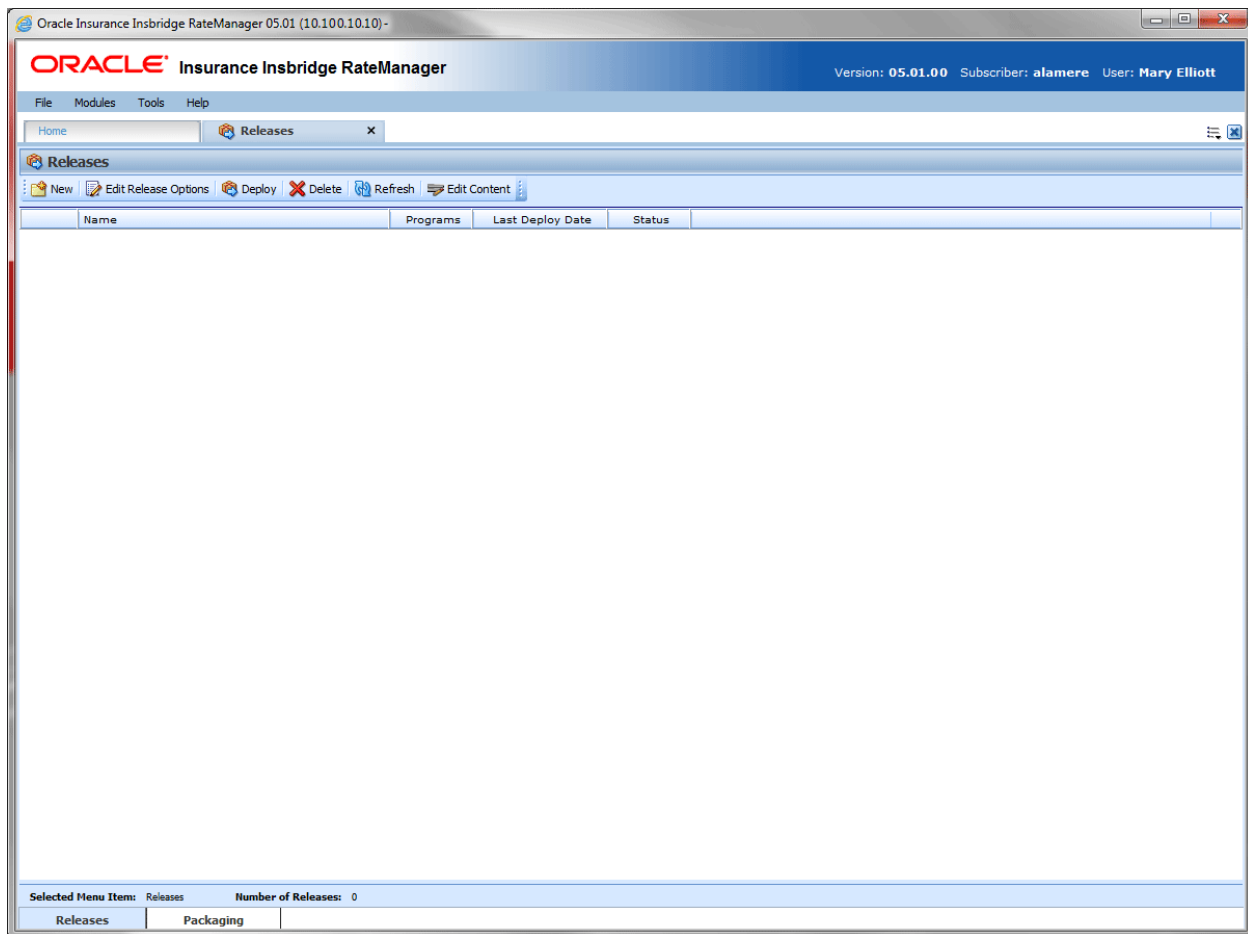 Oracle Insurance Insbridge RateManager 05.01 (10.100.10.10) -
ORACLE Insurance Insbridge RateManager
Version: 05.01.00 Subscriber: alamere User: Mary Elliott
File Modules Tools Help
Home Releases
Releases
New Edit Release Options Deploy Delete Refresh Edit Content
Name Programs Last Deploy Date Status
Selected Menu Item: Releases Number of Releases: 0
Releases Packaging